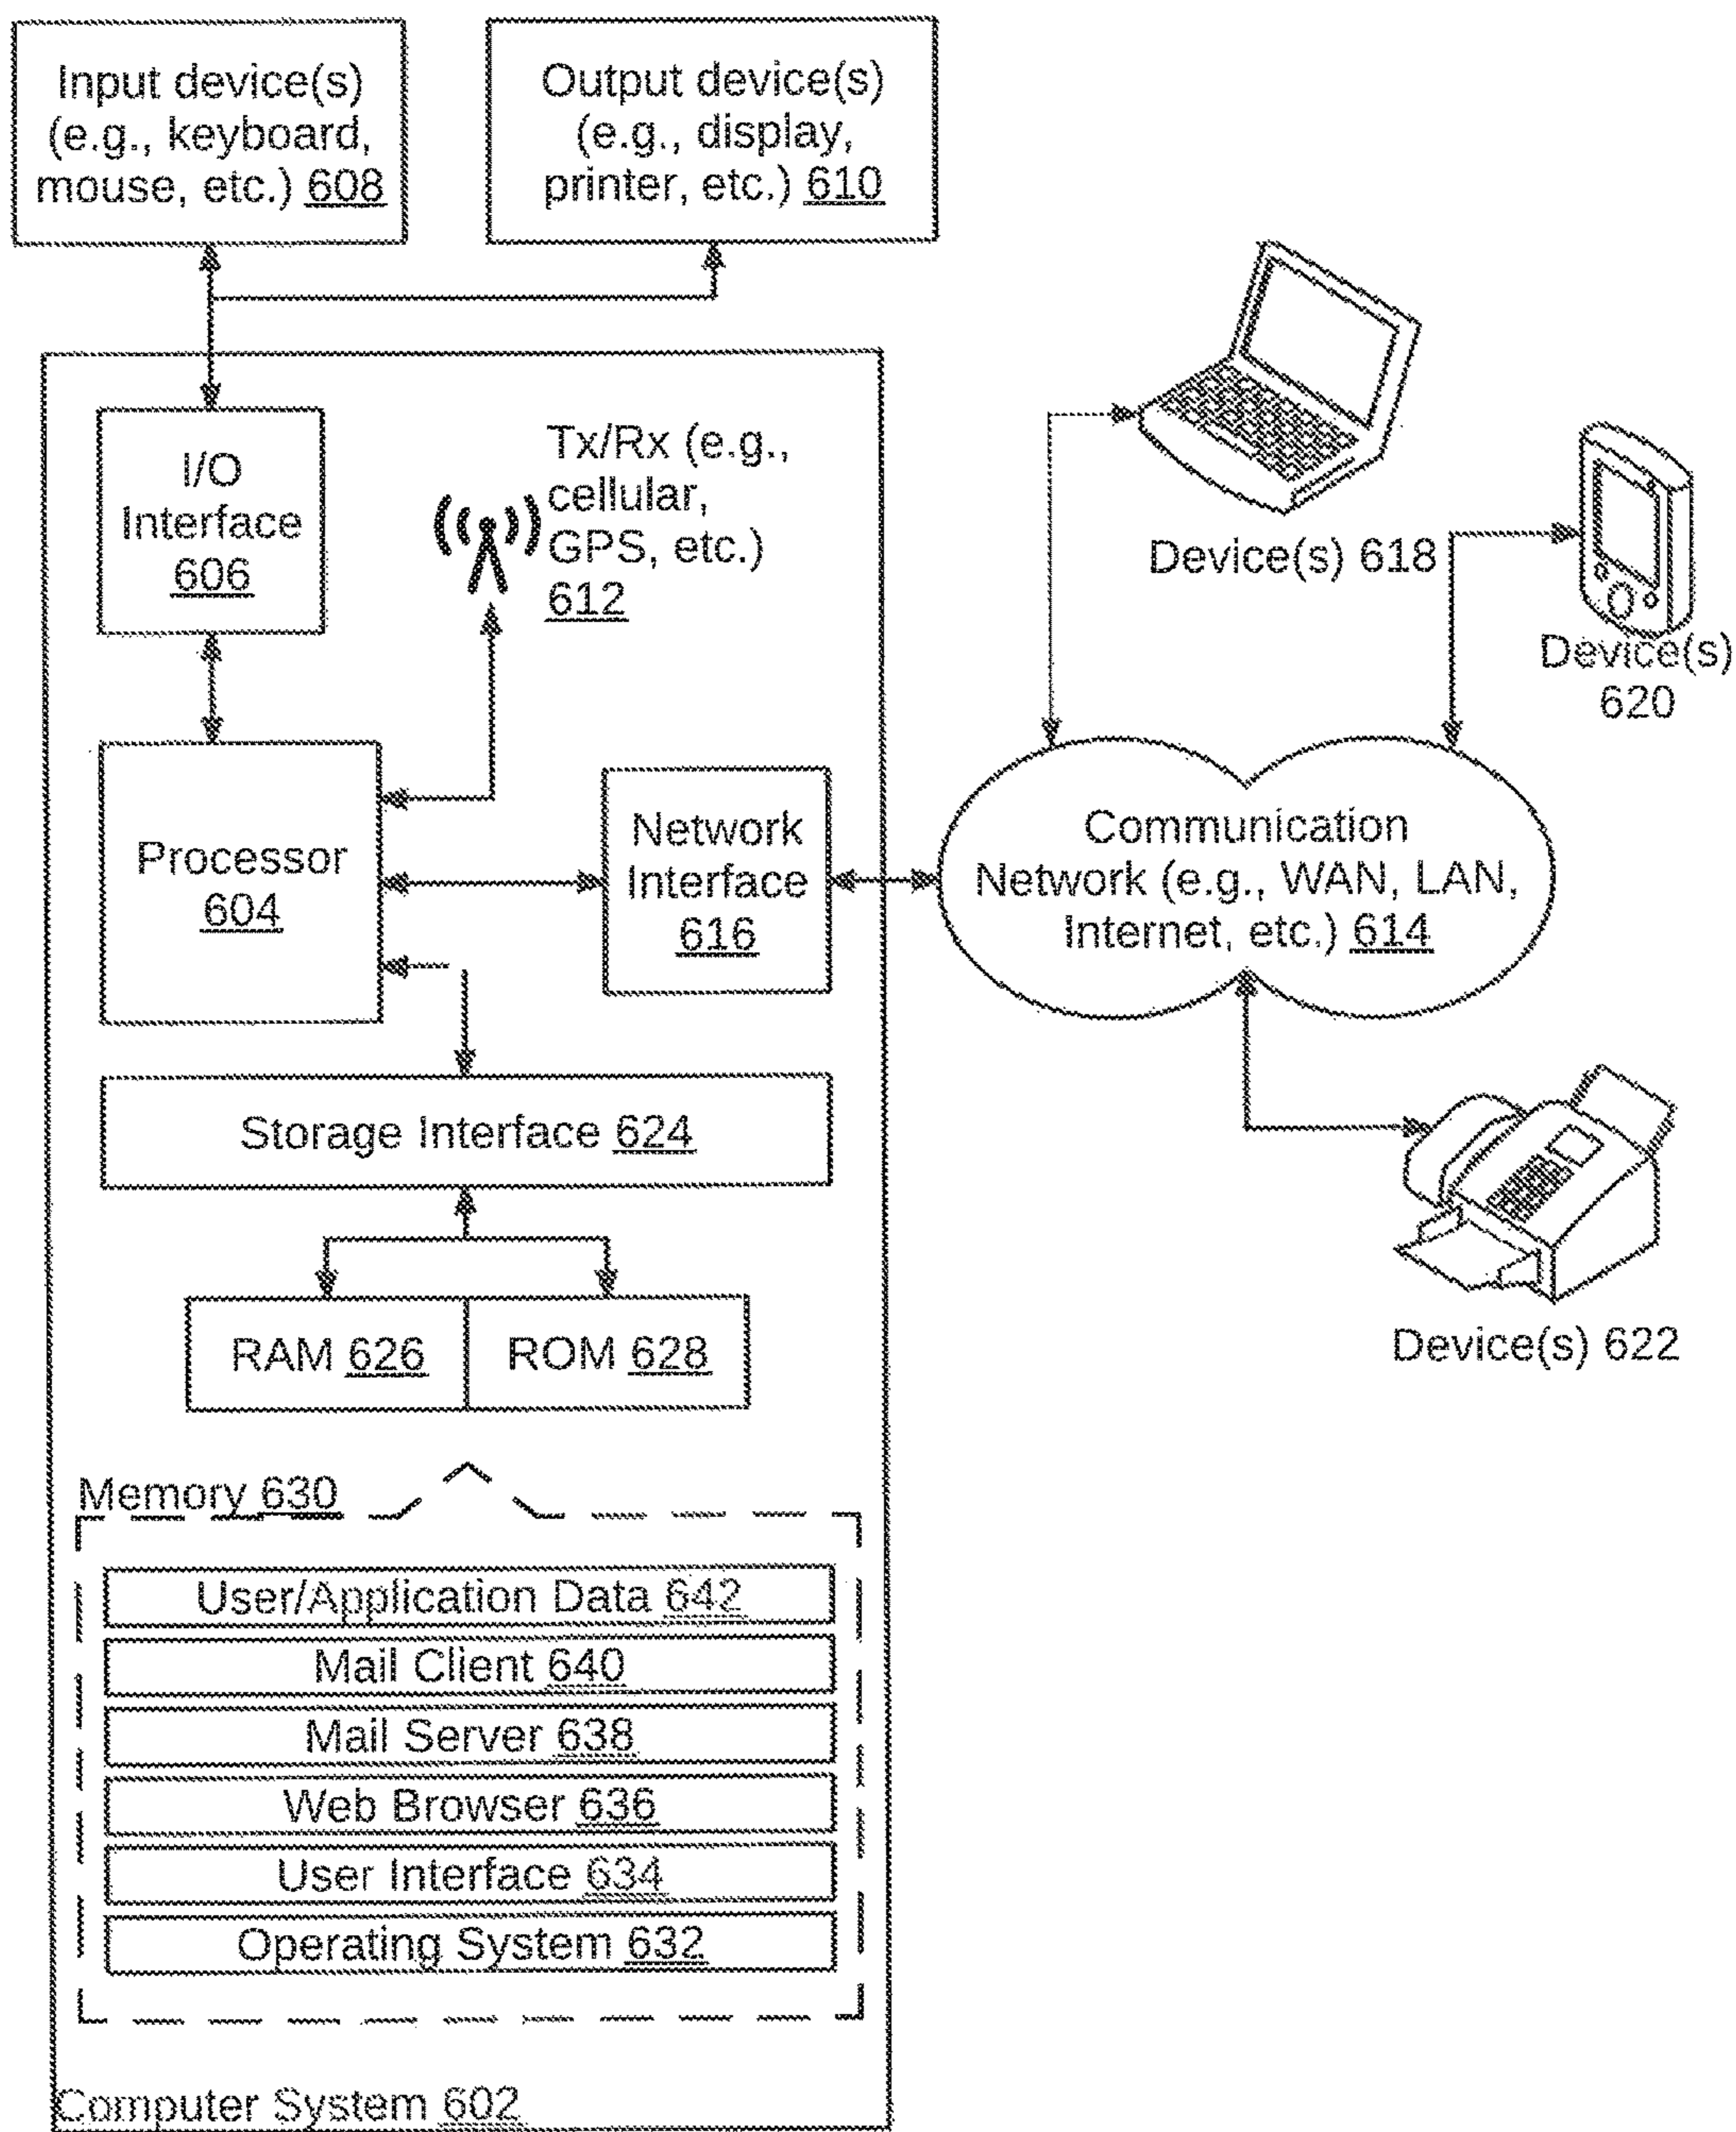 Input device(s)
(e.g., keyboard,
mouse, etc.) 608
Output device(s)
(e.g., display,
printer, etc.) 610
I/O
Interface
606
Tx/Rx (e.g.,
cellular,
GPS, etc.)
612
Device(s) 618
Device(s)
620
Processor
604
Network
Interface
616
Communication
Network (e.g., WAN, LAN,
Internet, etc.) 614
Storage Interface 624
RAM 626
ROM 628
Device(s) 622
Memory 630
User/Application Data 642
Mail Client 640
Mail Server 638
Web Browser 636
User Interface 634
Operating System 632
Computer System 602